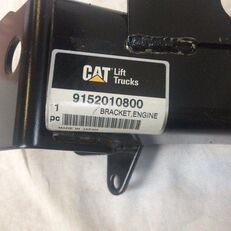 CAT Lift
Trucks
9152010800
1 BRACKET, ENGINE
pc
MADE IN JAPAN